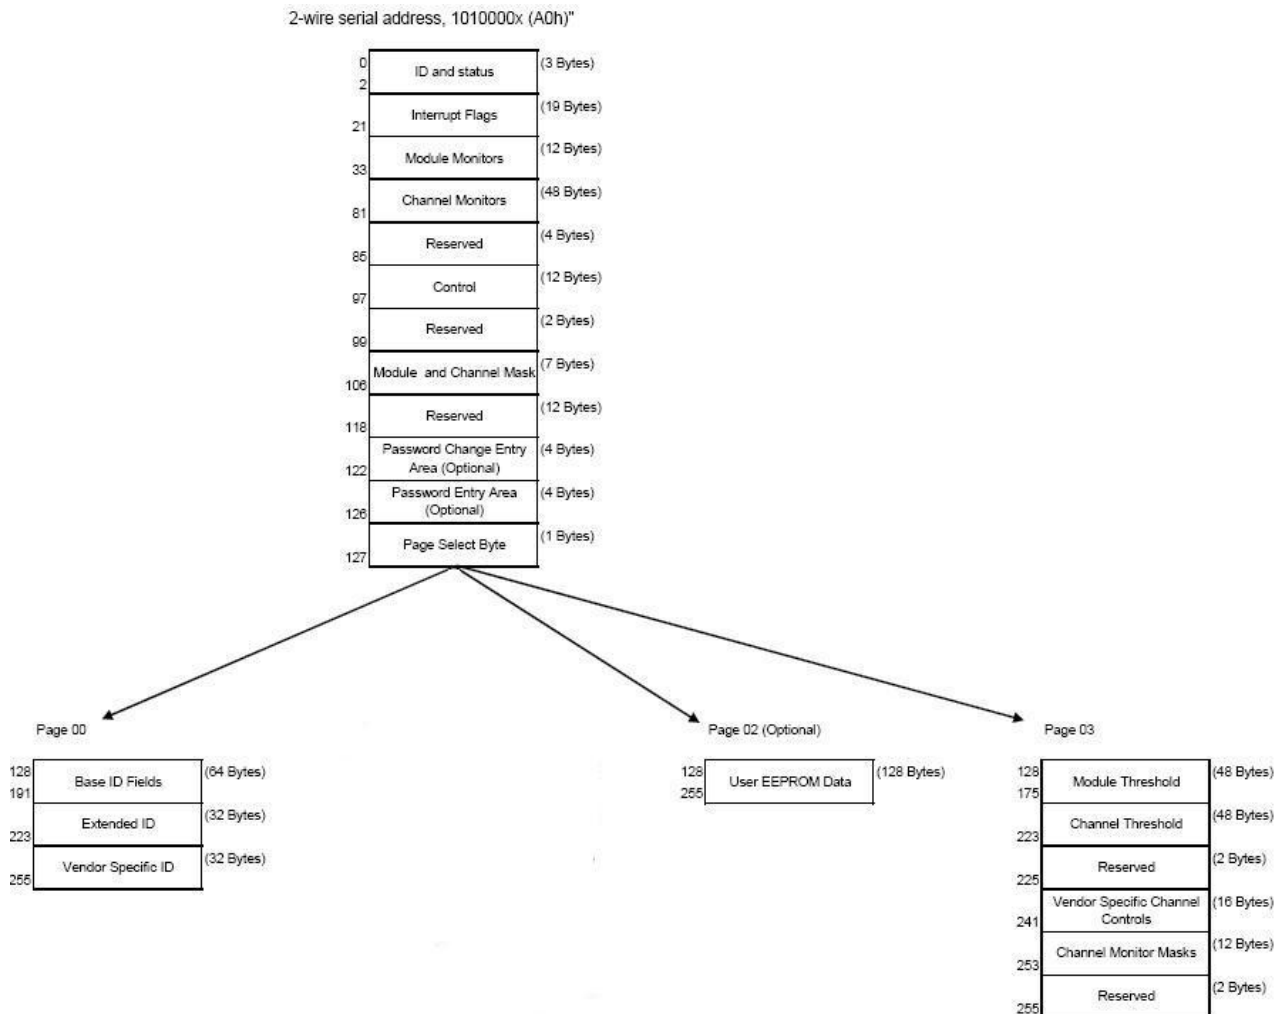 2-wire serial address, 1010000x (A0h)"
0
2
ID and status
(3 Bytes)
21
Interrupt Flags
(19 Bytes)
33
Module Monitors
(12 Bytes)
81
Channel Monitors
(48 Bytes)
85
Reserved
(4 Bytes)
97
Control
(12 Bytes)
99
Reserved
(2 Bytes)
106
Module and Channel Mask
(7 Bytes)
118
Reserved
(12 Bytes)
122
Password Change Entry
Area (Optional)
(4 Bytes)
126
Password Entry Area
(Optional)
(4 Bytes)
127
Page Select Byte
(1 Bytes)
Page 00
128
191
Base ID Fields
(64 Bytes)
223
Extended ID
(32 Bytes)
255
Vendor Specific ID
(32 Bytes)
Page 02 (Optional)
128
255
User EEPROM Data
(128 Bytes)
Page 03
128
175
Module Threshold
(48 Bytes)
223
Channel Threshold
(48 Bytes)
225
Reserved
(2 Bytes)
241
Vendor Specific Channel
Controls
(16 Bytes)
253
Channel Monitor Masks
(12 Bytes)
255
Reserved
(2 Bytes)